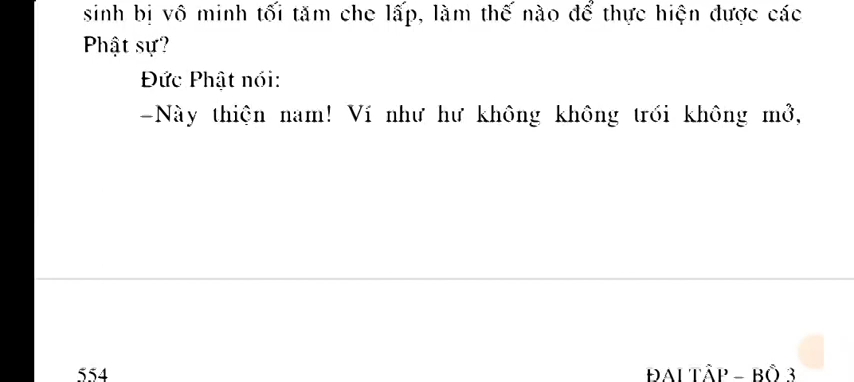 sinh bị vô minh tối tăm che lấp, làm thế nào để thực hiện được các
Phật sự?
Đức Phật nói:
–Này thiện nam! Ví như hư không không trói không mở,
554
ĐẠI TẬP – BỘ 3